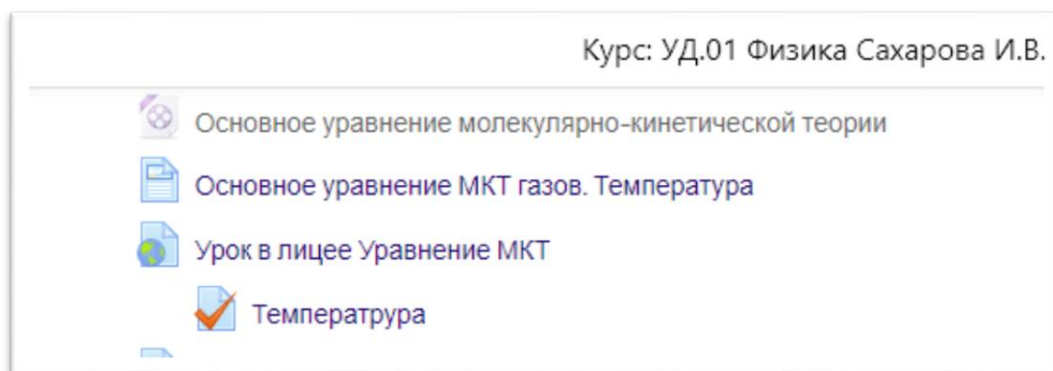 Курс: УД.01 Физика Сахарова И.В.
Основное уравнение молекулярно-кинетической теории
Основное уравнение МКТ газов. Температура
Урок в лицее Уравнение МКТ
Температрура